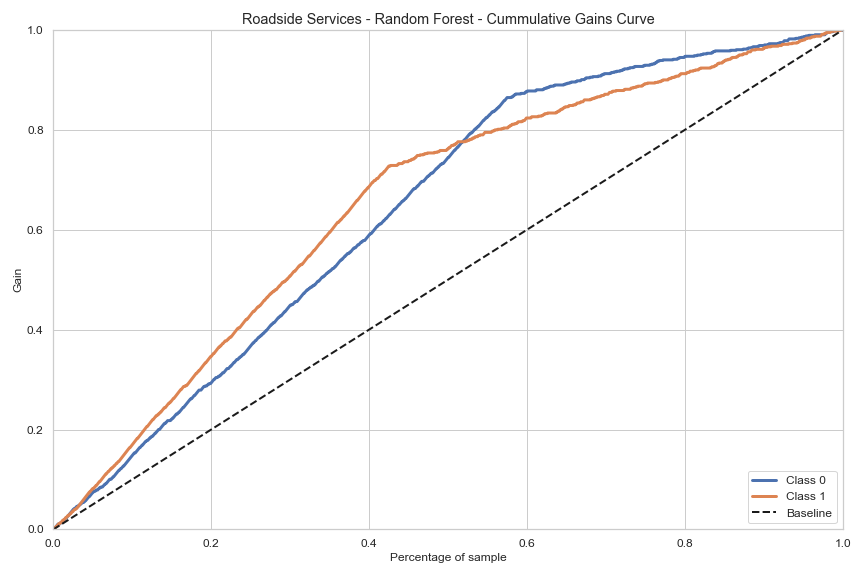 Roadside Services - Random Forest - Cummulative Gains Curve
1.0
0.8
0.6
0.4
0.2
0.0
Gain
0.0 0.2 0.4 0.6 0.8 1.0
Percentage of sample
Class 0
Class 1
Baseline